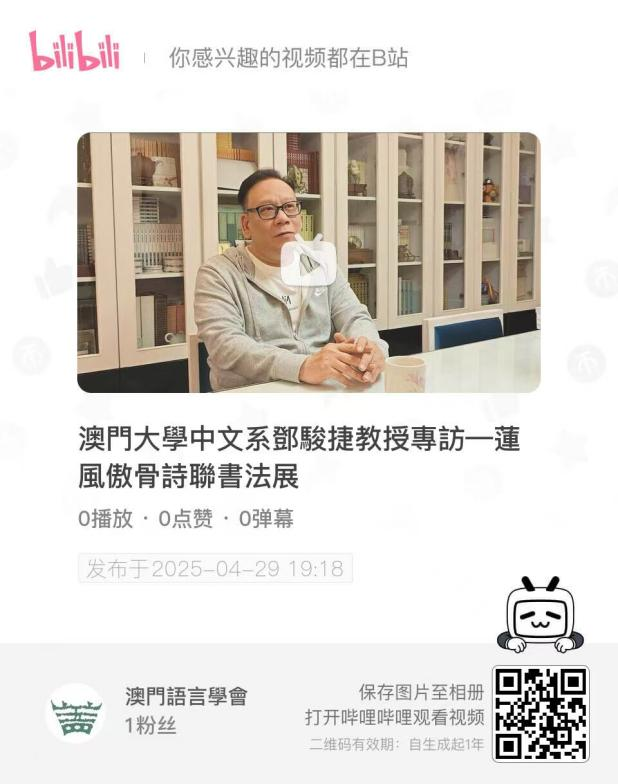 bilibili 你感兴趣的视频都在B站
澳門大學中文系鄧駿捷教授專訪—蓮
風傲骨詩聯書法展
0播放 · 0点赞 · 0弹幕
发布于2025-04-29 19:18
澳門語言學會
1粉丝
保存图片至相册
打开哔哩哔哩观看视频
二维码有效期：自生成起1年